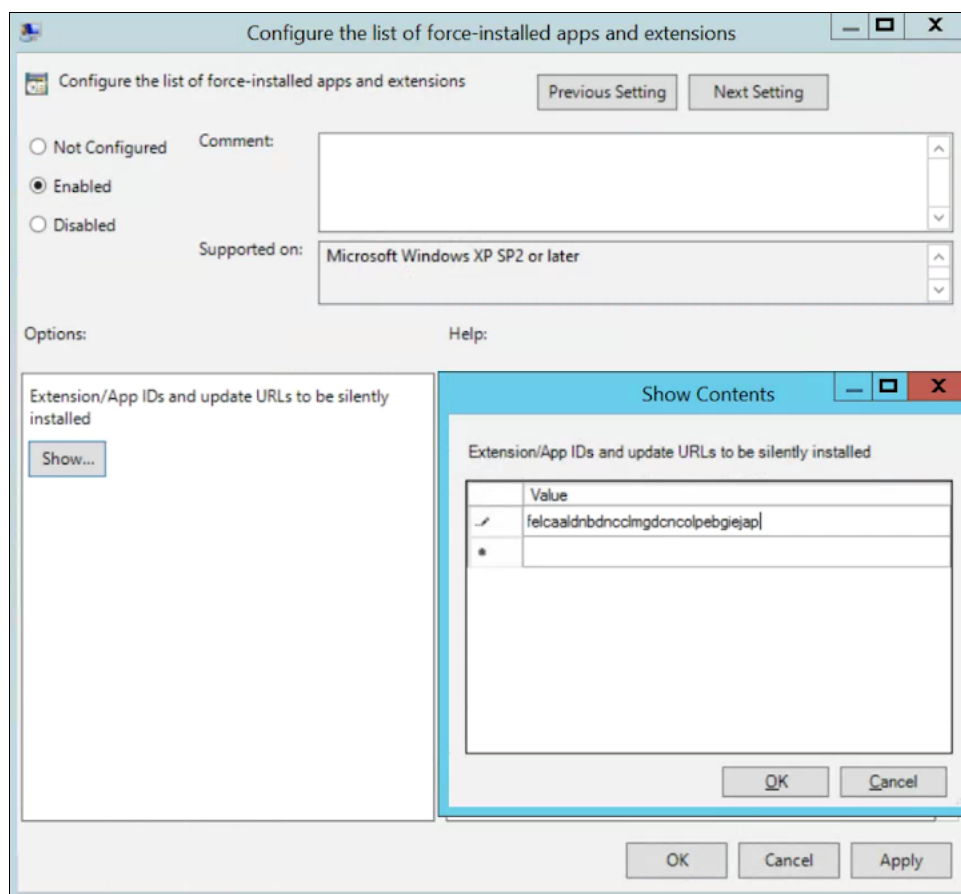 Configure the list of force-installed apps and extensions
Configure the list of force-installed apps and extensions
Previous Setting
Next Setting
Not Configured
Comment:
Enabled
Disabled
Supported on:
Microsoft Windows XP SP2 or later
Options:
Help:
Extension/App IDs and update URLs to be silently
installed
Show...
Show Contents
Extension/App IDs and update URLs to be silently installed
Value
felcaaldnbdncclmgdcncolpebgiejap
OK
Cancel
OK
Cancel
Apply